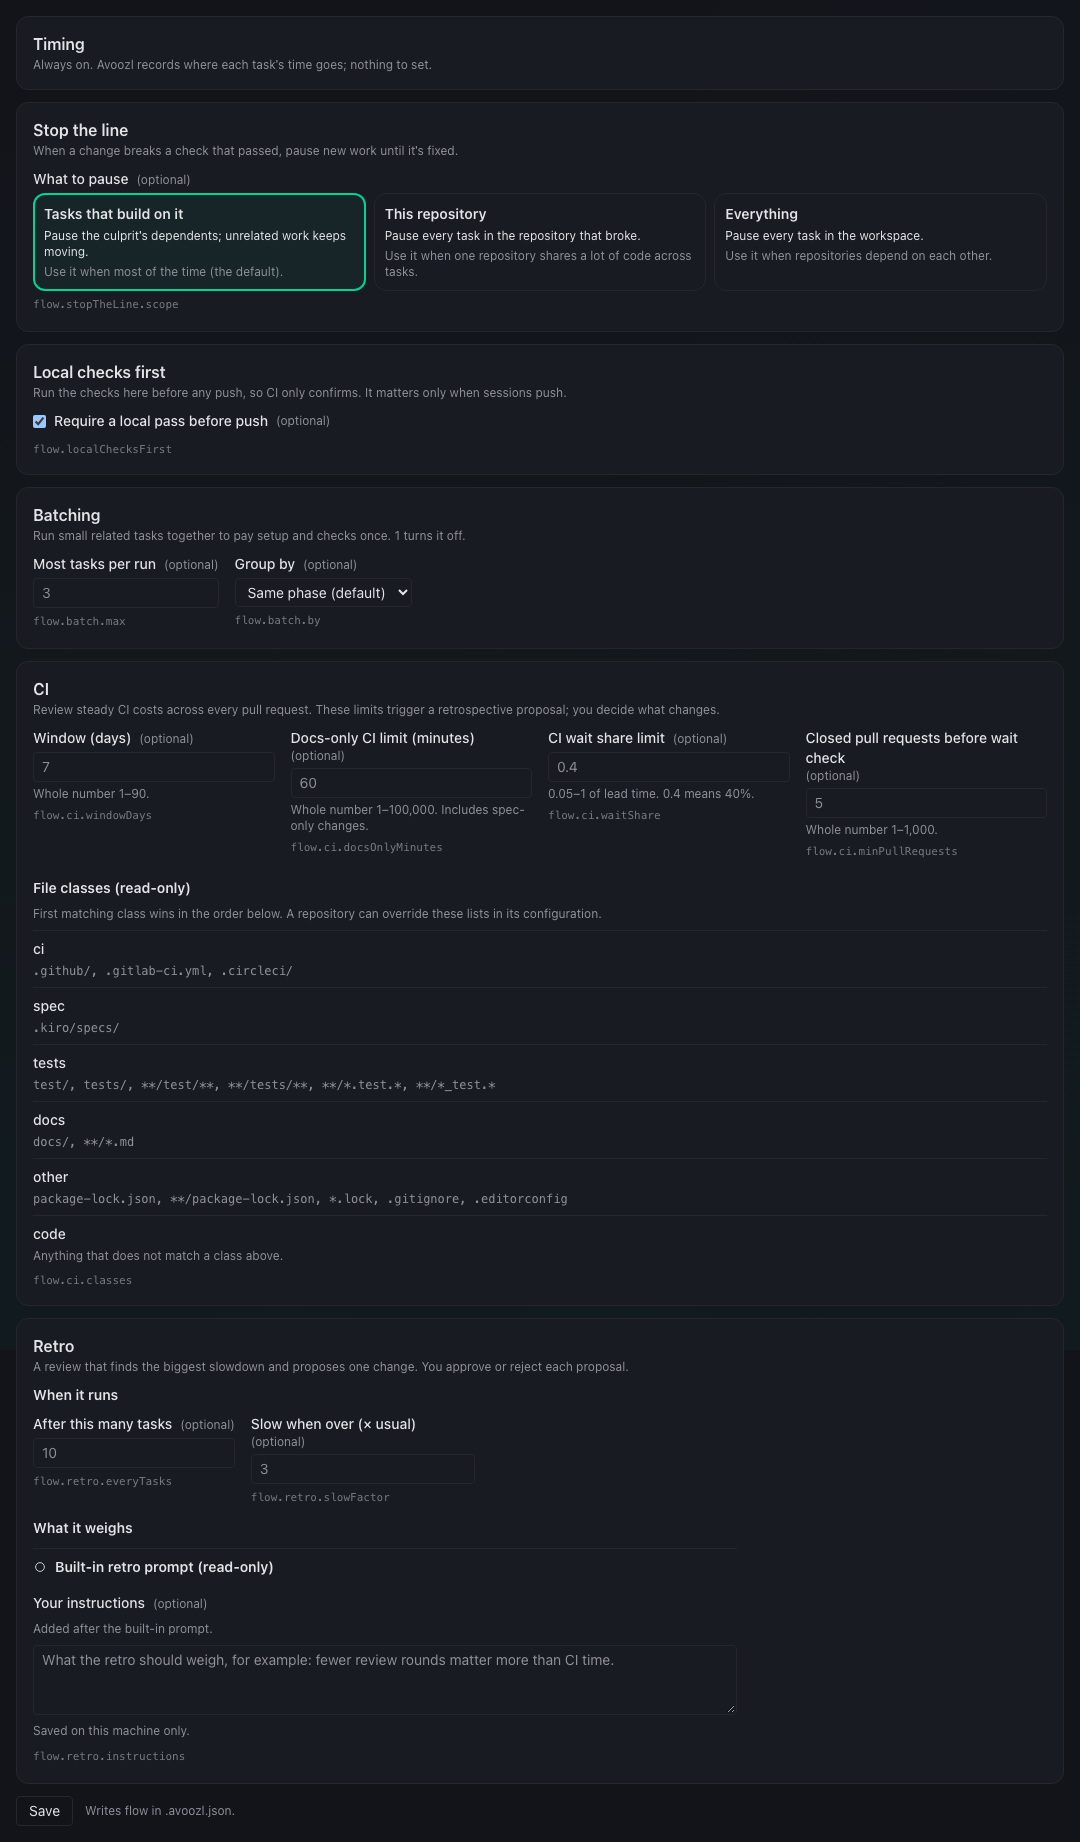 Timing
Always on. Avoozl records where each task's time goes; nothing to set.
Stop the line
When a change breaks a check that passed, pause new work until it's fixed.
What to pause (optional)
Tasks that build on it
Pause the culprit's dependents; unrelated work keeps
moving.
Use it when most of the time (the default).
This repository
Pause every task in the repository that broke.
Use it when one repository shares a lot of code across
tasks.
Everything
Pause every task in the workspace.
Use it when repositories depend on each other.
flow.stopTheLine.scope
Local checks first
Run the checks here before any push, so CI only confirms. It matters only when sessions push.
Require a local pass before push (optional)
flow.localChecksFirst
Batching
Run small related tasks together to pay setup and checks once. 1 turns it off.
Most tasks per run (optional)
3
flow.batch.max
Group by (optional)
Same phase (default)
flow.batch.by
CI
Review steady CI costs across every pull request. These limits trigger a retrospective proposal; you decide what changes.
Window (days) (optional)
7
Whole number 1–90.
flow.ci.windowDays
Docs-only CI limit (minutes)
(optional)
60
Whole number 1–100,000. Includes spec-
only changes.
flow.ci.docsOnlyMinutes
CI wait share limit (optional)
0.4
0.05–1 of lead time. 0.4 means 40%.
flow.ci.waitShare
Closed pull requests before wait
check
(optional)
5
Whole number 1–1,000.
flow.ci.minPullRequests
File classes (read-only)
First matching class wins in the order below. A repository can override these lists in its configuration.
ci
.github/, .gitlab-ci.yml, .circleci/
spec
.kiro/specs/
tests
test/, tests/, **/test/**, **/tests/**, **/*.test.*, **/*_test.*
docs
docs/, **/*.md
other
package-lock.json, **/package-lock.json, *.lock, .gitignore, .editorconfig
code
Anything that does not match a class above.
flow.ci.classes
Retro
A review that finds the biggest slowdown and proposes one change. You approve or reject each proposal.
When it runs
After this many tasks (optional)
10
flow.retro.everyTasks
Slow when over (× usual)
(optional)
3
flow.retro.slowFactor
What it weighs
Built-in retro prompt (read-only)
Your instructions (optional)
Added after the built-in prompt.
What the retro should weigh, for example: fewer review rounds matter more than CI time.
Saved on this machine only.
flow.retro.instructions
Save
Writes flow in .avoozl.json.